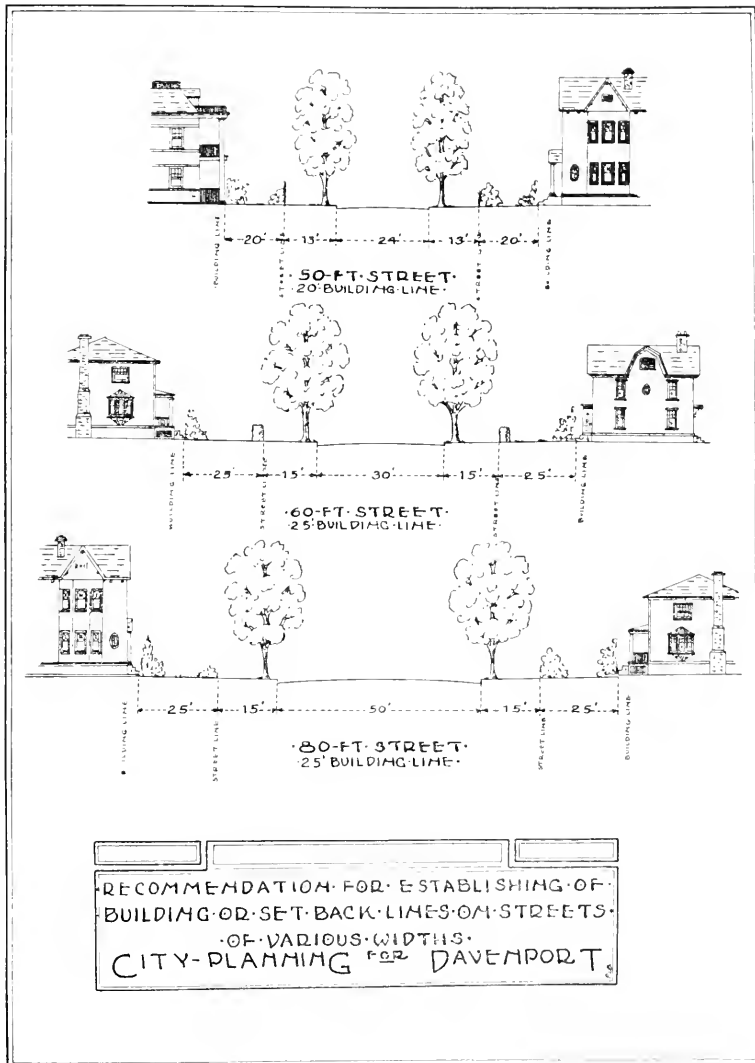 20' 13' 24' 13' 20'
BUILDING LINE
STREET LINE
STREET LINE
BUILDING LINE
·50-FT·STREET·
·20'·BUILDING·LINE·
25' 15' 30' 15' 25'
BUILDING LINE
STREET LINE
STREET LINE
BUILDING LINE
·60-FT·STREET·
·25'·BUILDING·LINE·
25' 15' 50' 15' 25'
BUILDING LINE
STREET LINE
STREET LINE
BUILDING LINE
·80-FT·STREET·
·25'·BUILDING·LINE·
·RECOMMENDATION·FOR·ESTABLISHING·OF·
BUILDING·OR·SET·BACK·LINES·ON·STREETS·
·OF·VARIOUS·WIDTHS·
CITY-PLANNING FOR DAVENPORT